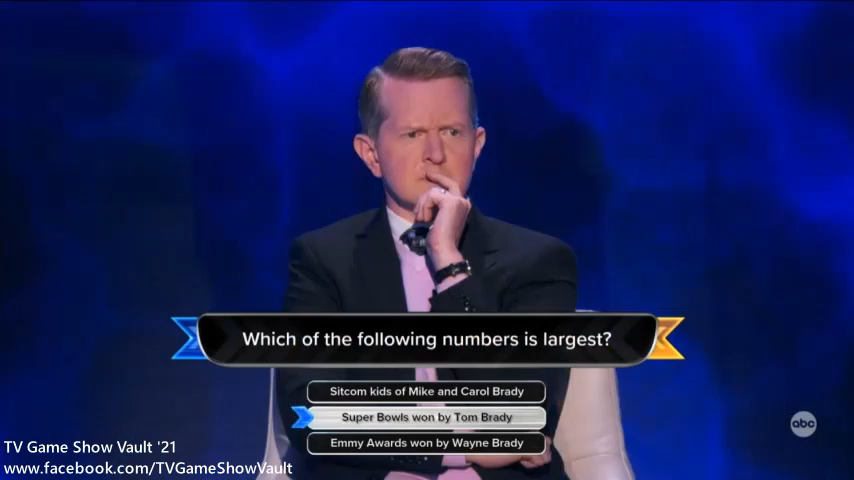 Which of the following numbers is largest?
Sitcom kids of Mike and Carol Brady
Super Bowls won by Tom Brady
Emmy Awards won by Wayne Brady
abc
TV Game Show Vault '21
www.facebook.com/TVGameShowVault